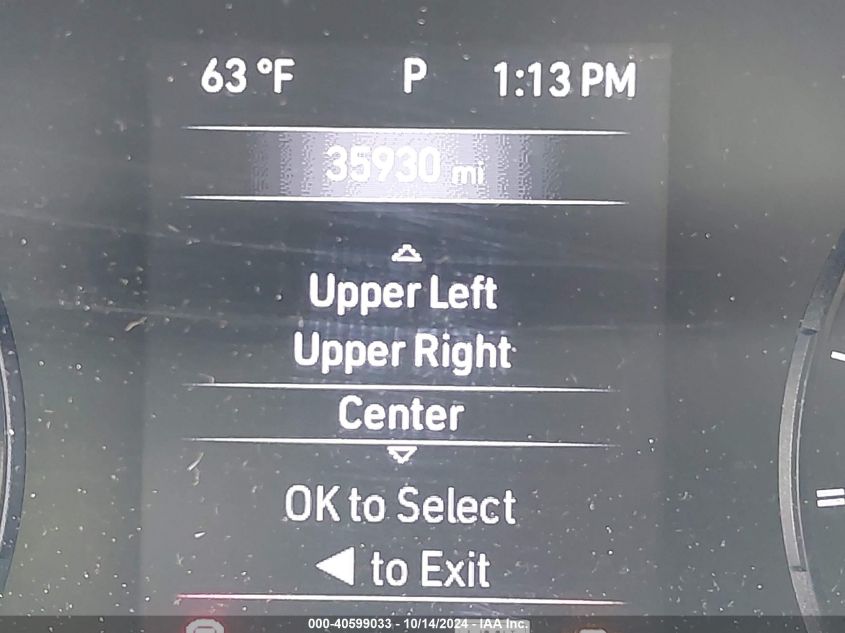 63 °F P 1:13 PM
35930 mi
Upper Left
Upper Right
Center
OK to Select
◀ to Exit
000-40599033 - 10/14/2024 - IAA Inc.